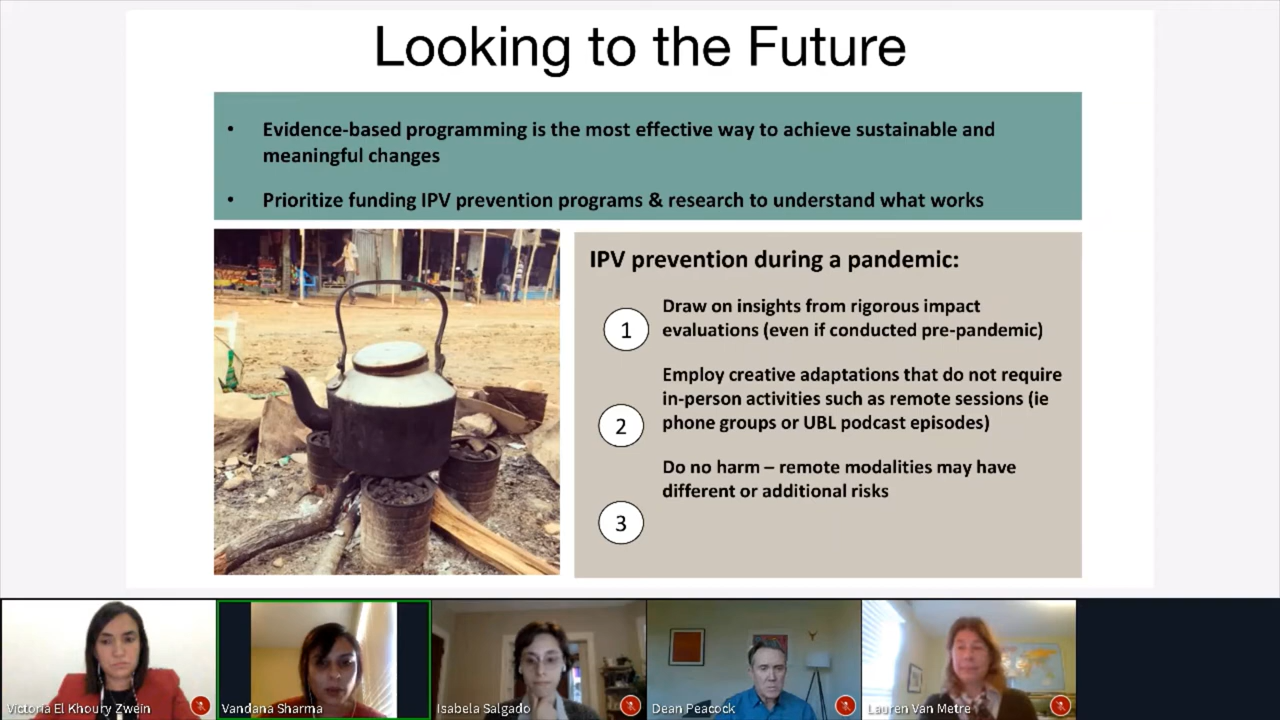 Looking to the Future
• Evidence-based programming is the most effective way to achieve sustainable and
meaningful changes
• Prioritize funding IPV prevention programs & research to understand what works
IPV prevention during a pandemic:
1
Draw on insights from rigorous impact
evaluations (even if conducted pre-pandemic)
2
Employ creative adaptations that do not require
in-person activities such as remote sessions (ie
phone groups or UBL podcast episodes)
3
Do no harm – remote modalities may have
different or additional risks
Victoria El Khoury Zwein
Vandana Sharma
Isabela Salgado
Dean Peacock
Lauren Van Metre